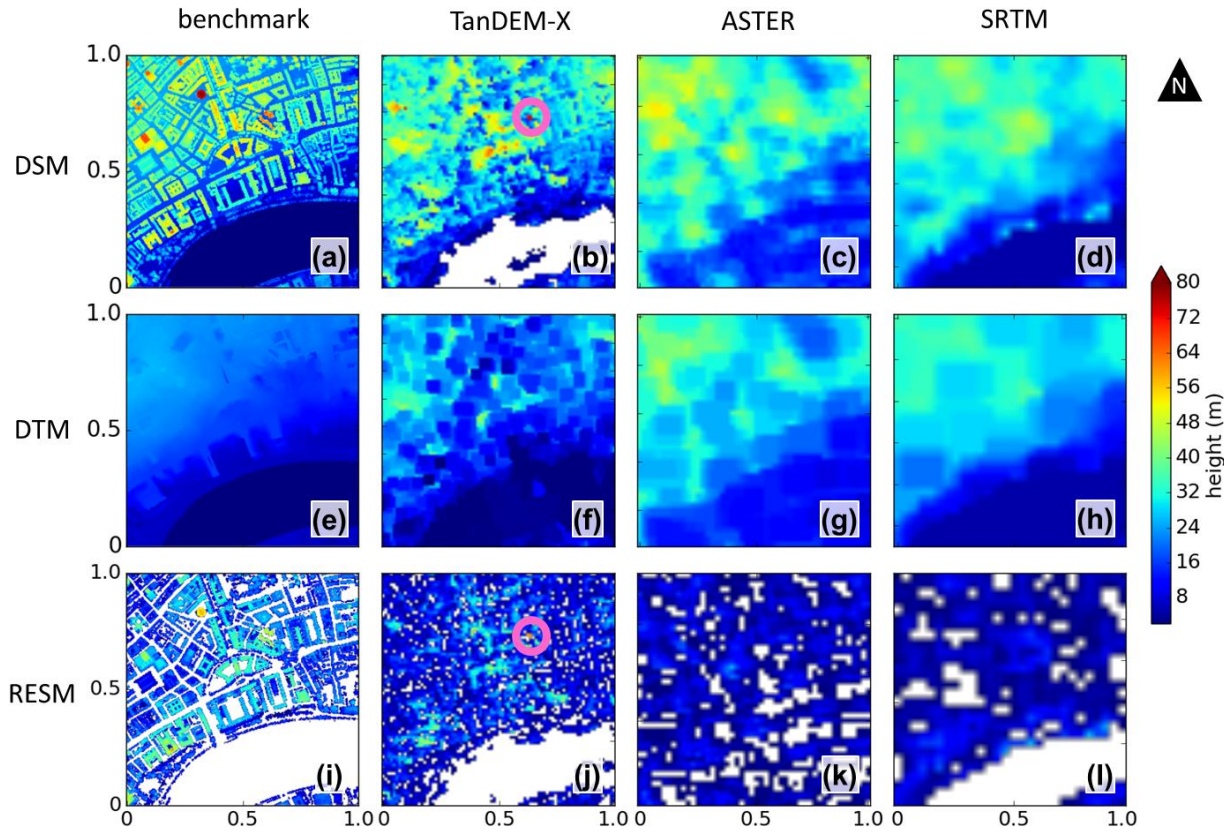 benchmark TanDEM-X ASTER SRTM
N
1.0
DSM
0.5
0
(a) (b) (c) (d)
80
72
64
56
48
40
32
24
16
8
height (m)
1.0
DTM
0.5
0
(e) (f) (g) (h)
1.0
RESM
0.5
0
(i) (j) (k) (l)
0 0.5 1.0 0 0.5 1.0 0 0.5 1.0 0 0.5 1.0